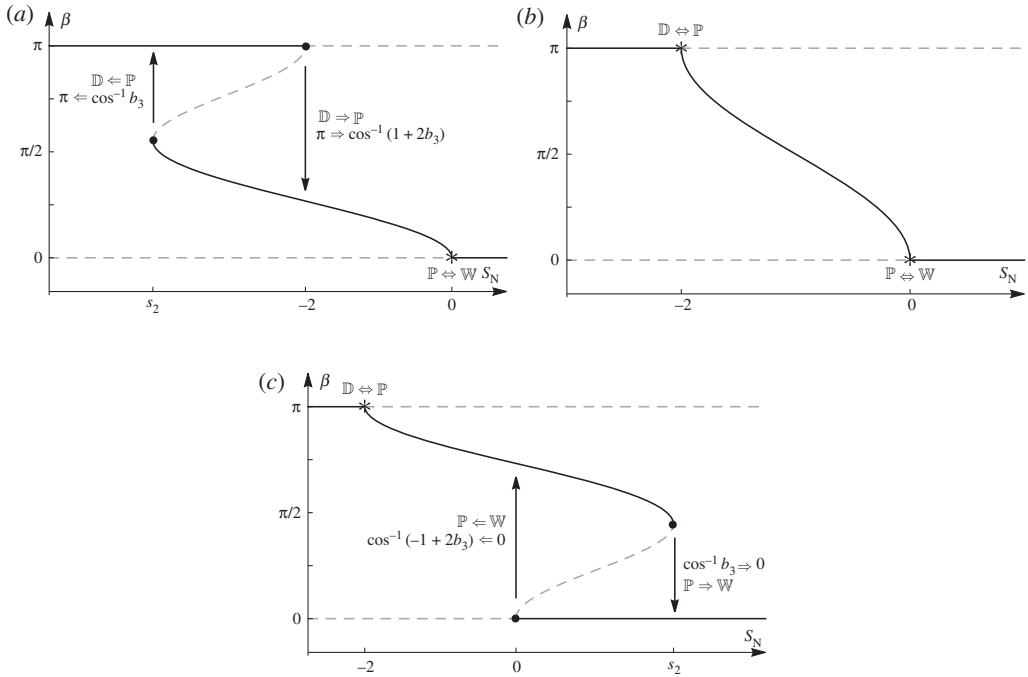 (a)
β
π
𝔻 ⇐ ℙ
π ⇐ cos⁻¹ b₃
𝔻 ⇒ ℙ
π ⇒ cos⁻¹ (1 + 2b₃)
π/2
0
ℙ ⇔ 𝕎
S_N
s₂
−2
0
(b)
β
𝔻 ⇔ ℙ
π
π/2
0
ℙ ⇔ 𝕎
S_N
−2
0
(c)
β
𝔻 ⇔ ℙ
π
π/2
ℙ ⇐ 𝕎
cos⁻¹ (−1 + 2b₃) ⇐ 0
cos⁻¹ b₃ ⇒ 0
ℙ ⇒ 𝕎
0
S_N
−2
0
s₂